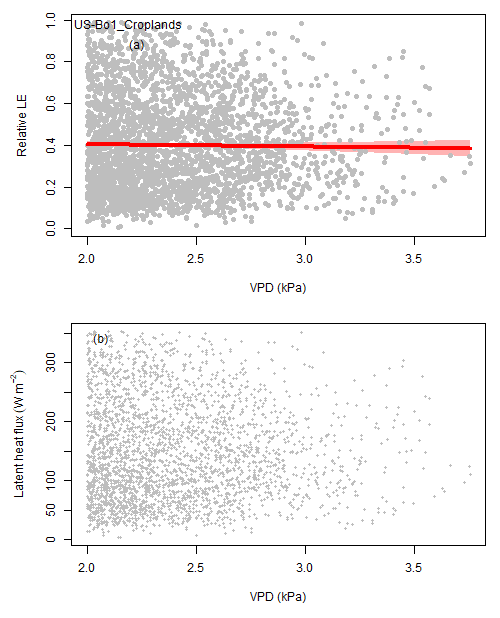 US-Bo1_Croplands
(a)
Relative LE
1.0
0.8
0.6
0.4
0.2
0.0
2.0 2.5 3.0 3.5
VPD (kPa)
(b)
Latent heat flux (W m⁻²)
300
200
100
50
0
2.0 2.5 3.0 3.5
VPD (kPa)